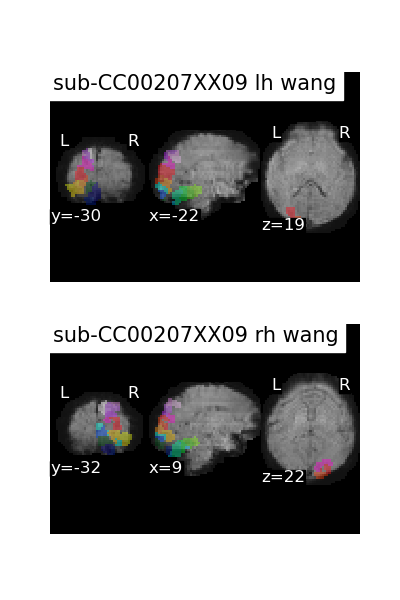 sub-CC00207XX09 lh wang
L R L R
y=-30 x=-22 z=19
sub-CC00207XX09 rh wang
L R L R
y=-32 x=9 z=22